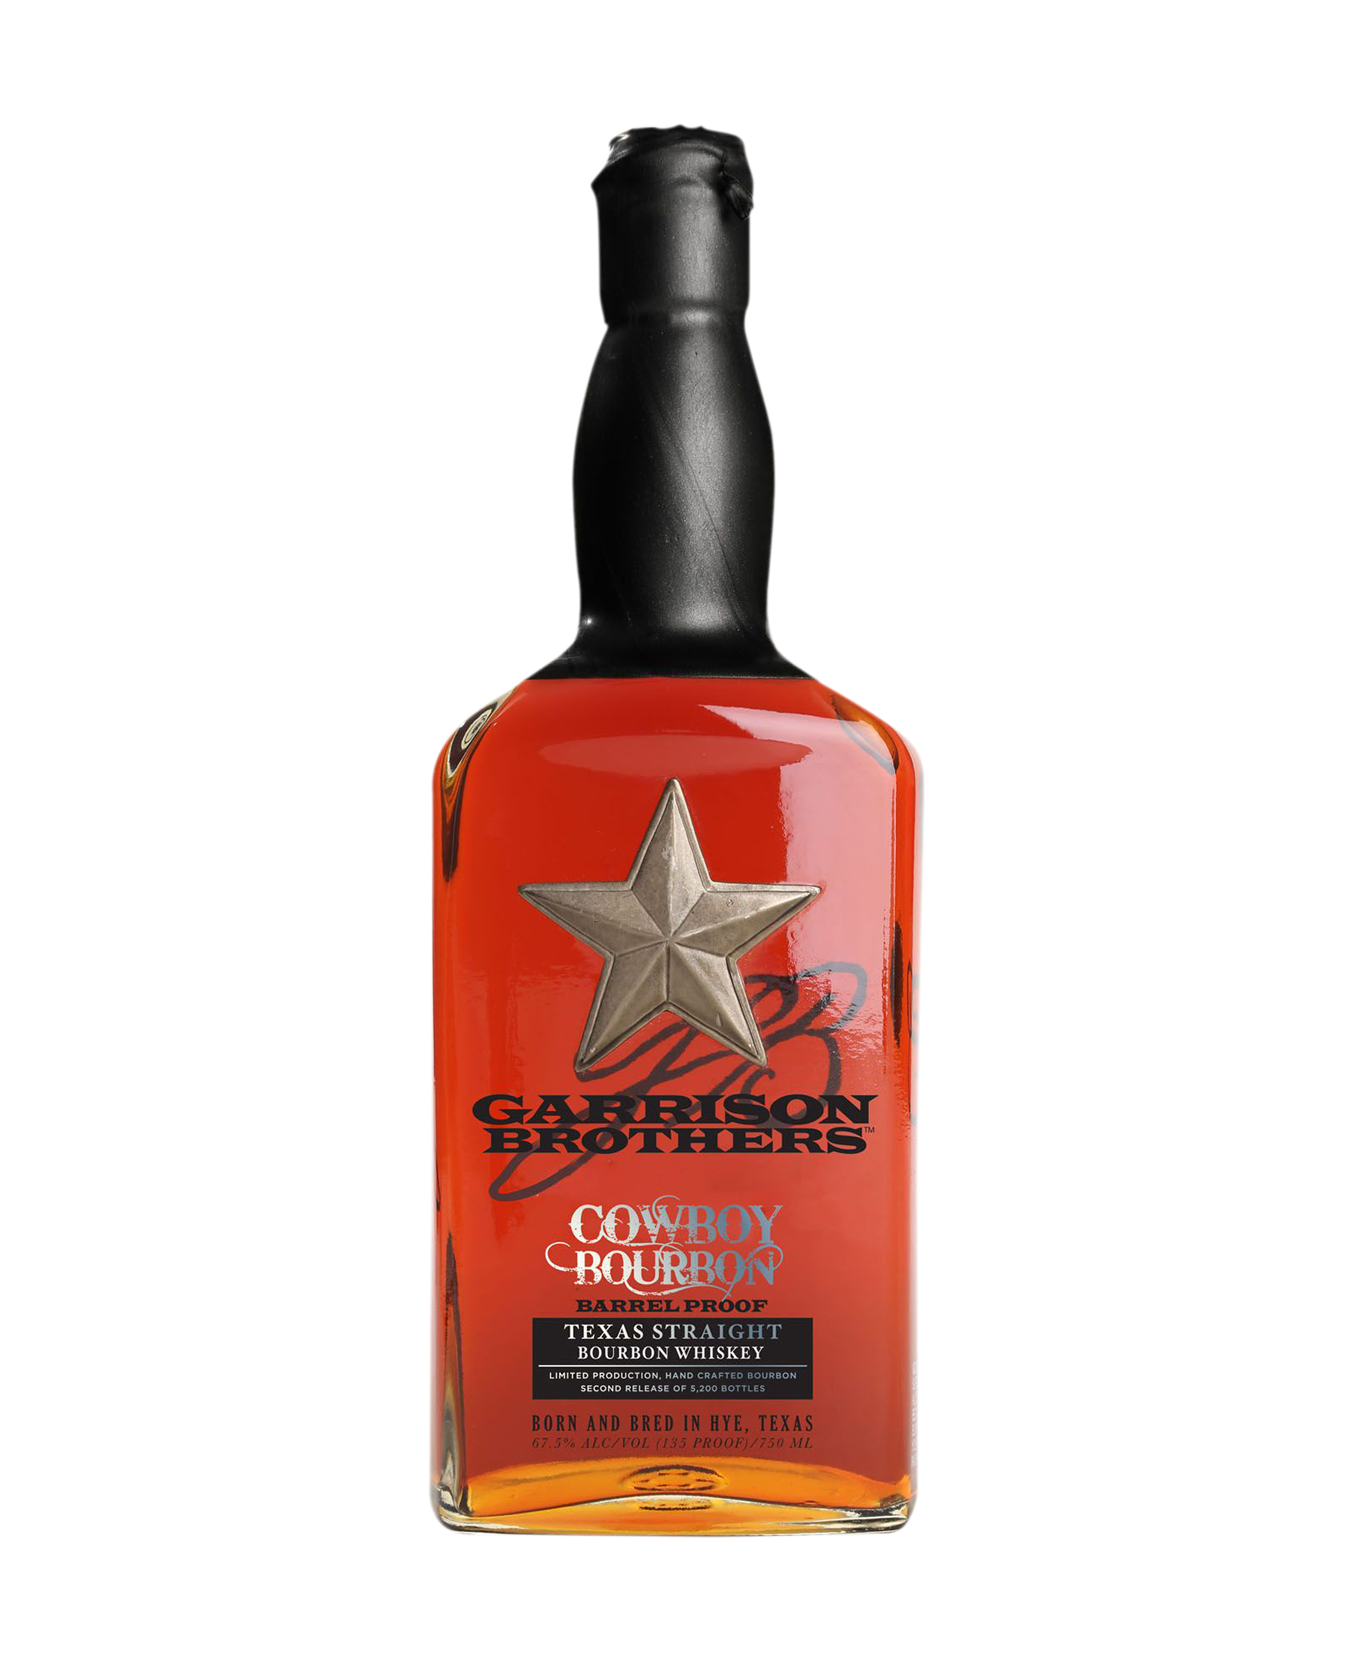 GARRISON
BROTHERS™
COWBOY
BOURBON
BARREL PROOF
TEXAS STRAIGHT
BOURBON WHISKEY
LIMITED PRODUCTION, HAND CRAFTED BOURBON
SECOND RELEASE OF 5,200 BOTTLES
BORN AND BRED IN HYE, TEXAS
67.5% ALC/VOL (135 PROOF)/750 ML